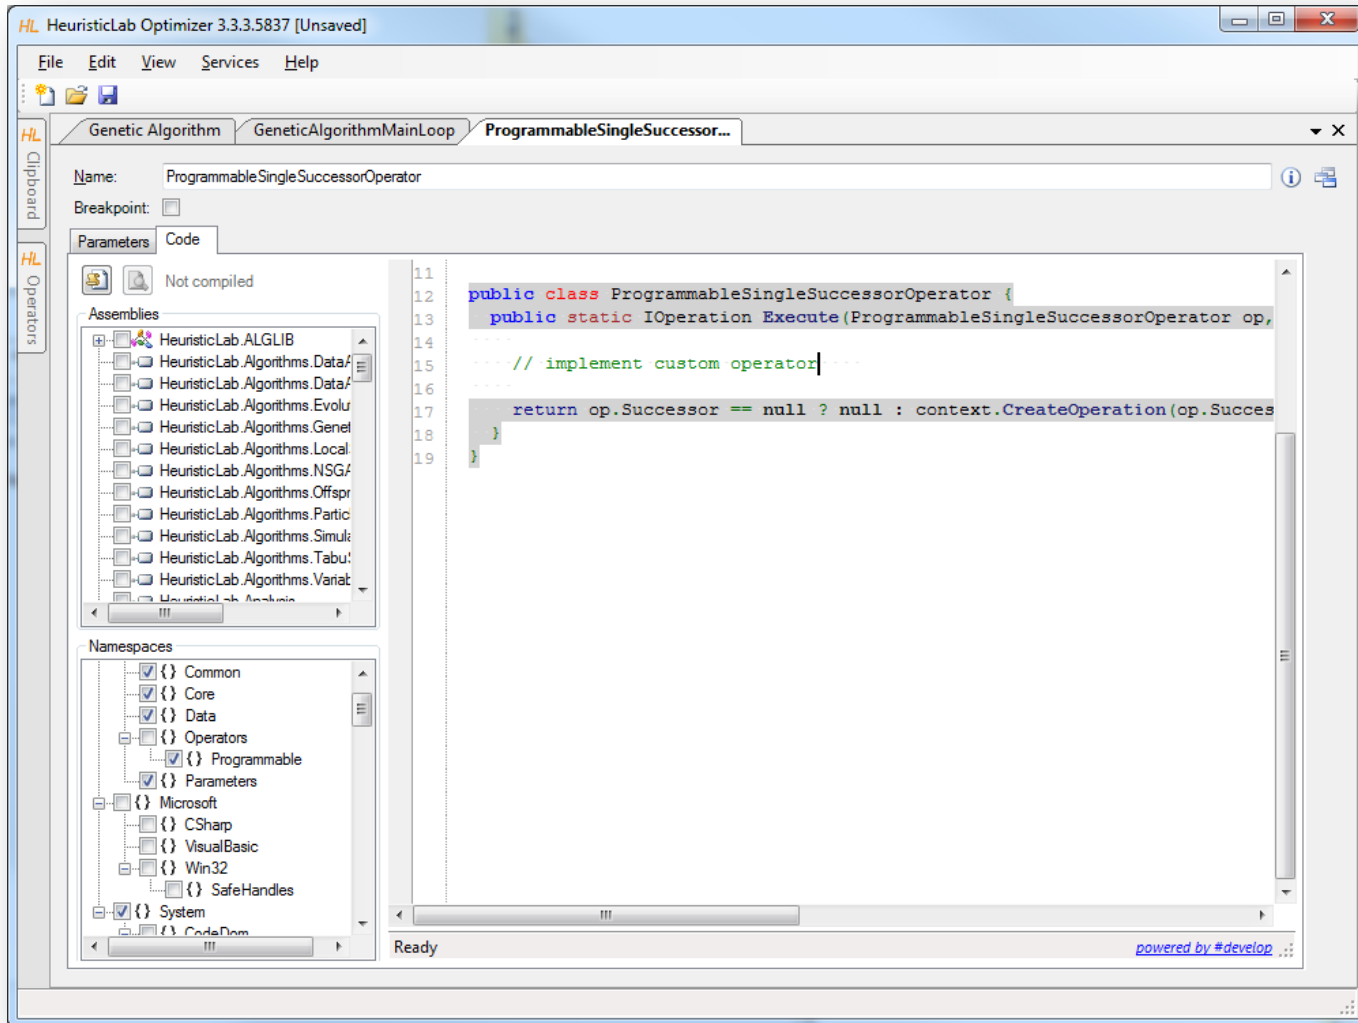 HL HeuristicLab Optimizer 3.3.3.5837 [Unsaved]
File Edit View Services Help
HL Clipboard
HL Operators
Genetic Algorithm GeneticAlgorithmMainLoop ProgrammableSingleSuccessor...
Name: ProgrammableSingleSuccessorOperator
Breakpoint:
Parameters Code
Not compiled
Assemblies
HeuristicLab.ALGLIB
HeuristicLab.Algorithms.DataA
HeuristicLab.Algorithms.DataA
HeuristicLab.Algorithms.Evolu
HeuristicLab.Algorithms.Genet
HeuristicLab.Algorithms.Local
HeuristicLab.Algorithms.NSGA
HeuristicLab.Algorithms.Offspr
HeuristicLab.Algorithms.Partic
HeuristicLab.Algorithms.Simula
HeuristicLab.Algorithms.TabuS
HeuristicLab.Algorithms.Variab
HeuristicLab.Analysis
Namespaces
{} Common
{} Core
{} Data
{} Operators
{} Programmable
{} Parameters
{} Microsoft
{} CSharp
{} VisualBasic
{} Win32
{} SafeHandles
{} System
{} CodeDom
11
12 public class ProgrammableSingleSuccessorOperator {
13 public static IOperation Execute(ProgrammableSingleSuccessorOperator op,
14
15 // implement custom operator
16
17 return op.Successor == null ? null : context.CreateOperation(op.Succes
18 }
19 }
Ready
powered by #develop